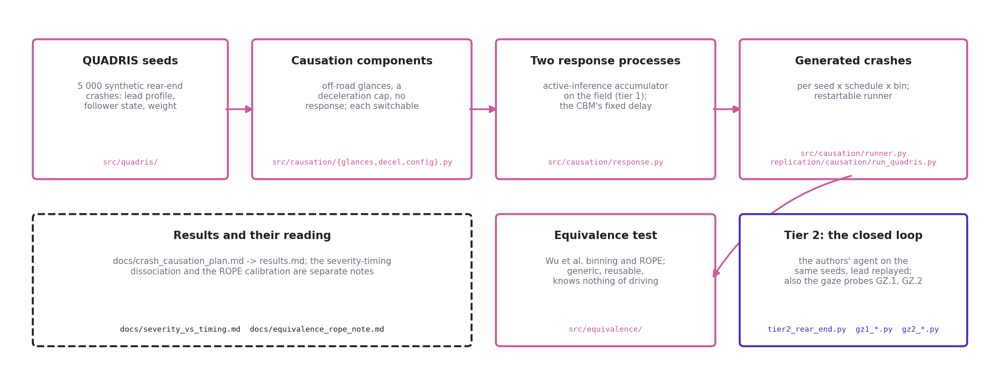 QUADRIS seeds
5 000 synthetic rear-end
crashes: lead profile,
follower state, weight
src/quadris/
Causation components
off-road glances, a
deceleration cap, no
response; each switchable
src/causation/{glances,decel,config}.py
Two response processes
active-inference accumulator
on the field (tier 1);
the CBM's fixed delay
src/causation/response.py
Generated crashes
per seed x schedule x bin;
restartable runner
src/causation/runner.py
replication/causation/run_quadris.py
Results and their reading
docs/crash_causation_plan.md -> results.md; the severity-timing
dissociation and the ROPE calibration are separate notes
docs/severity_vs_timing.md  docs/equivalence_rope_note.md
Equivalence test
Wu et al. binning and ROPE;
generic, reusable,
knows nothing of driving
src/equivalence/
Tier 2: the closed loop
the authors' agent on the
same seeds, lead replayed;
also the gaze probes GZ.1, GZ.2
tier2_rear_end.py  gz1_*.py  gz2_*.py